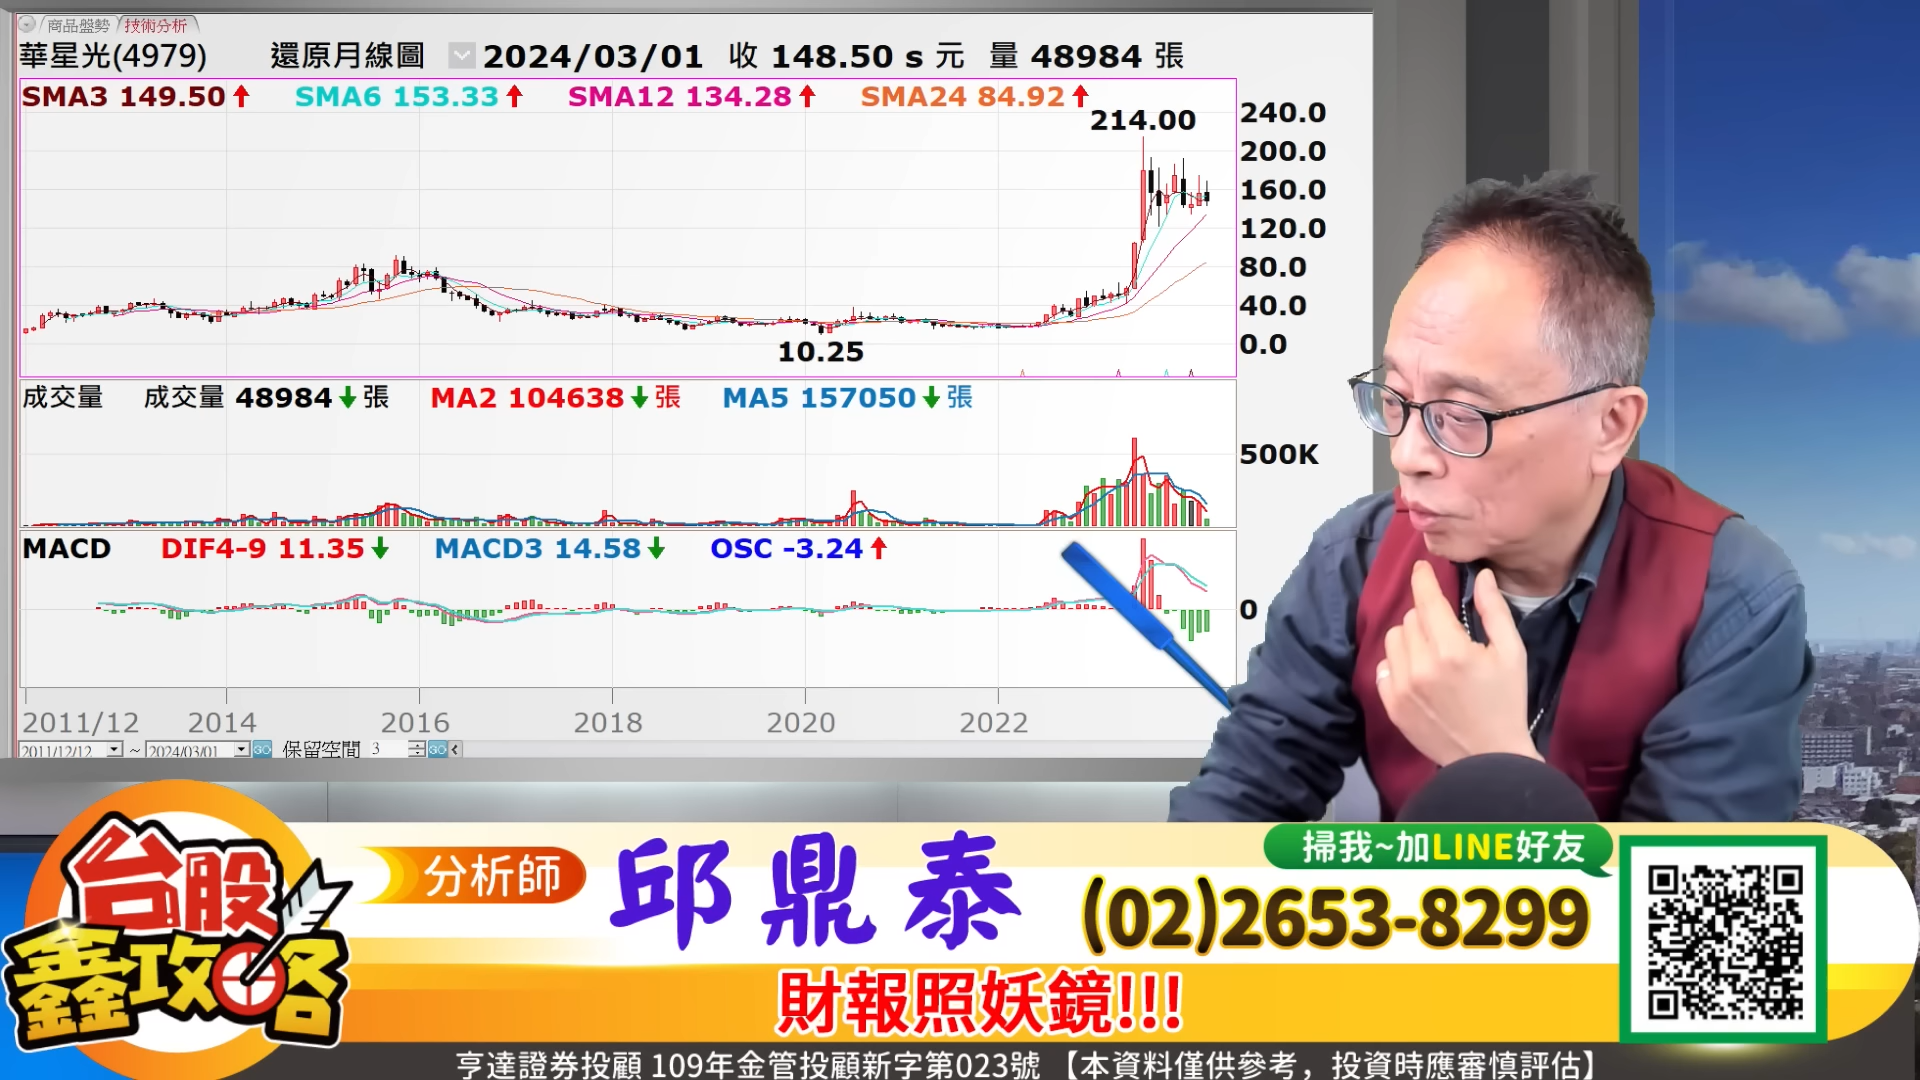 商品盤勢 技術分析
華星光(4979) 還原月線圖 2024/03/01 收 148.50 s 元 量 48984 張
SMA3 149.50 SMA6 153.33 SMA12 134.28 SMA24 84.92
214.00
240.0
200.0
160.0
120.0
80.0
40.0
0.0
10.25
成交量 成交量 48984 張 MA2 104638 張 MA5 157050 張
500K
MACD DIF4-9 11.35 MACD3 14.58 OSC -3.24
0
2011/12 2014 2016 2018 2020 2022
2011/12/12 ~ 2024/03/01 GO 保留空間 3 GO
台股鑫攻略
分析師 邱鼎泰
掃我~加LINE好友
(02)2653-8299
財報照妖鏡!!!
亨達證券投顧 109年金管投顧新字第023號 【本資料僅供參考，投資時應審慎評估】